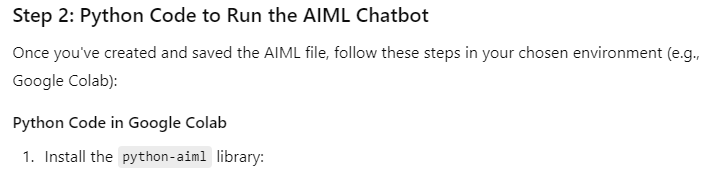 Step 2: Python Code to Run the AIML Chatbot
Once you've created and saved the AIML file, follow these steps in your chosen environment (e.g.,
Google Colab):
Python Code in Google Colab
1. Install the python-aiml library: